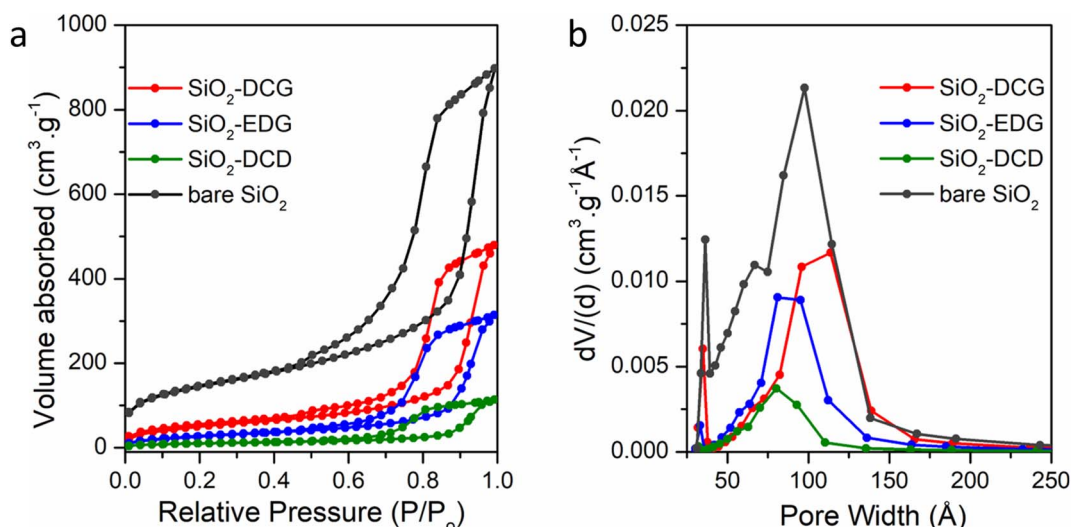 a
Volume absorbed (cm³.g⁻¹)
1000
800
600
400
200
0
SiO₂-DCG
SiO₂-EDG
SiO₂-DCD
bare SiO₂
0.0 0.2 0.4 0.6 0.8 1.0
Relative Pressure (P/P₀)
b
dV/(d) (cm³.g⁻¹Å⁻¹)
0.025
0.020
0.015
0.010
0.005
0.000
SiO₂-DCG
SiO₂-EDG
SiO₂-DCD
bare SiO₂
50 100 150 200 250
Pore Width (Å)